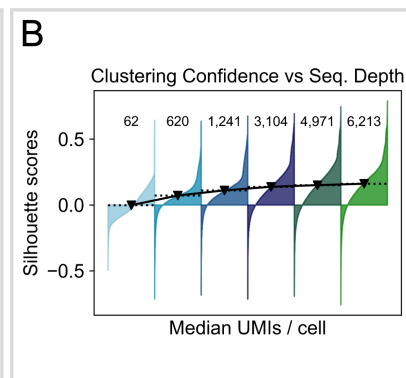 B
Clustering Confidence vs Seq. Depth
62 620 1,241 3,104 4,971 6,213
0.5
0.0
−0.5
Silhouette scores
Median UMIs / cell